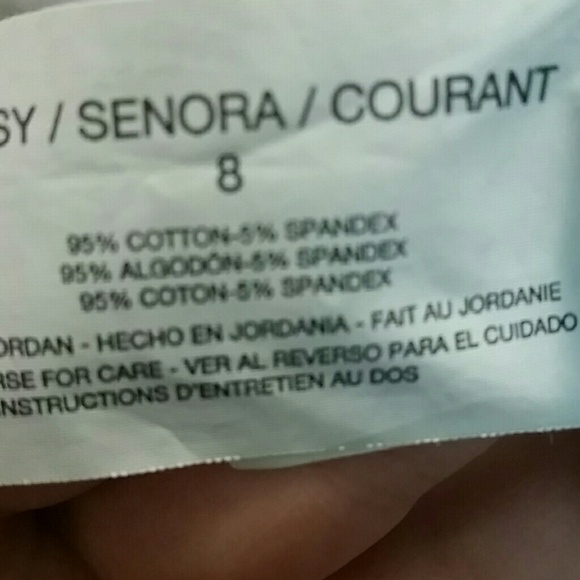 SY / SENORA / COURANT
8
95% COTTON-5% SPANDEX
95% ALGODÓN-5% SPANDEX
95% COTON-5% SPANDEX
ORDAN - HECHO EN JORDANIA - FAIT AU JORDANIE
RSE FOR CARE - VER AL REVERSO PARA EL CUIDADO
INSTRUCTIONS D'ENTRETIEN AU DOS